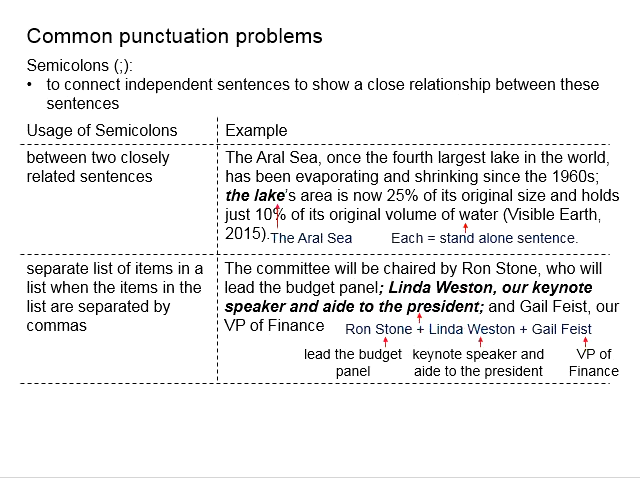 Common punctuation problems
Semicolons (;):
• to connect independent sentences to show a close relationship between these
sentences
Usage of Semicolons
Example
between two closely
related sentences
The Aral Sea, once the fourth largest lake in the world,
has been evaporating and shrinking since the 1960s;
the lake's area is now 25% of its original size and holds
just 10% of its original volume of water (Visible Earth,
2015).
The Aral Sea
Each = stand alone sentence.
separate list of items in a
list when the items in the
list are separated by
commas
The committee will be chaired by Ron Stone, who will
lead the budget panel; Linda Weston, our keynote
speaker and aide to the president; and Gail Feist, our
VP of Finance
Ron Stone + Linda Weston + Gail Feist
lead the budget
panel
keynote speaker and
aide to the president
VP of
Finance